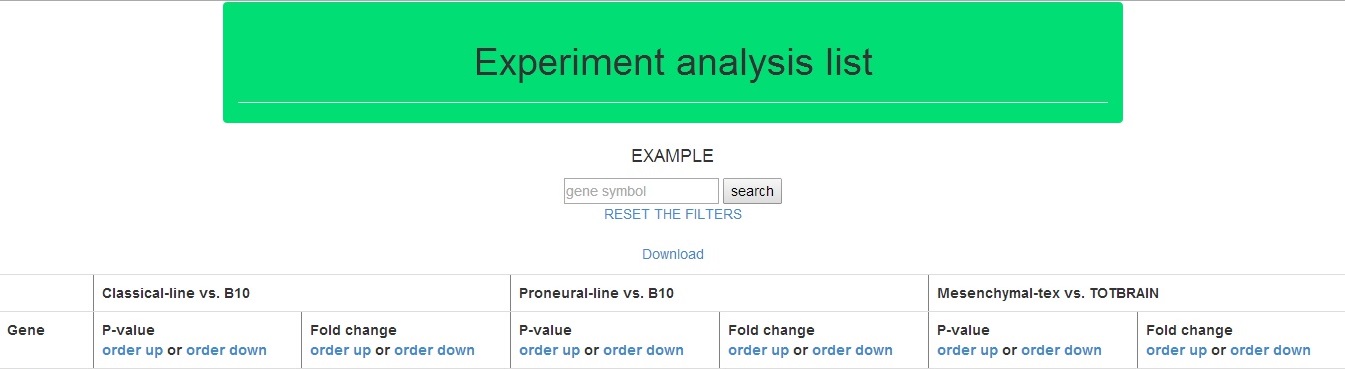 Experiment analysis list
EXAMPLE
gene symbol search
RESET THE FILTERS
Download
Classical-line vs. B10 Proneural-line vs. B10 Mesenchymal-tex vs. TOTBRAIN
Gene P-value Fold change P-value Fold change P-value Fold change
order up or order down order up or order down order up or order down order up or order down order up or order down order up or order down